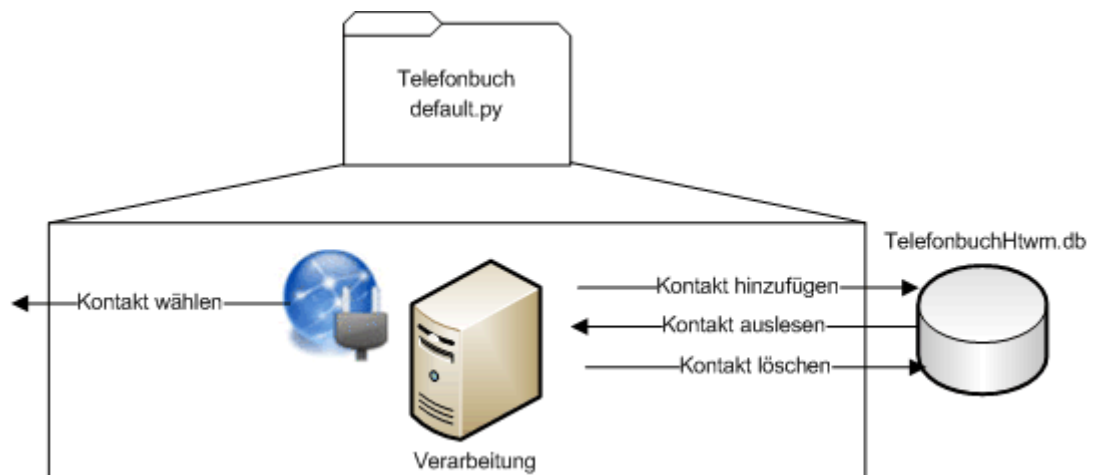 Telefonbuch
default.py
TelefonbuchHtwm.db
Kontakt wählen
Kontakt hinzufügen
Kontakt auslesen
Kontakt löschen
Verarbeitung